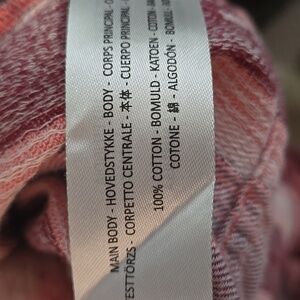 MAIN BODY - HOVEDSTYKKE - BODY - CORPS PRINCIPAL -
TESTTÖRZS - CORPETTO CENTRALE - 本体 - CUERPO PRINCIPAL
100% COTTON - BOMULD - KATOEN - COTON -
COTONE - 綿 - ALGODÓN - BOMULL -